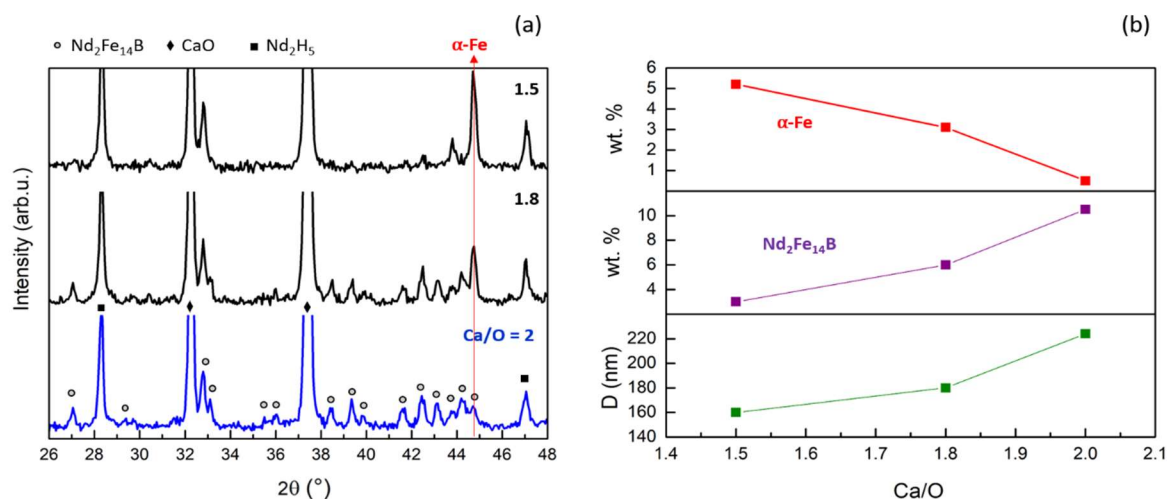 (a)
Nd₂Fe₁₄B CaO Nd₂H₅
α-Fe
1.5
1.8
Ca/O = 2
Intensity (arb.u.)
26 28 30 32 34 36 38 40 42 44 46 48
2θ (°)
(b)
6
5
4
3
2
1
wt. %
α-Fe
10
8
6
4
wt. %
Nd₂Fe₁₄B
220
200
180
160
140
D (nm)
1.4 1.5 1.6 1.7 1.8 1.9 2.0 2.1
Ca/O